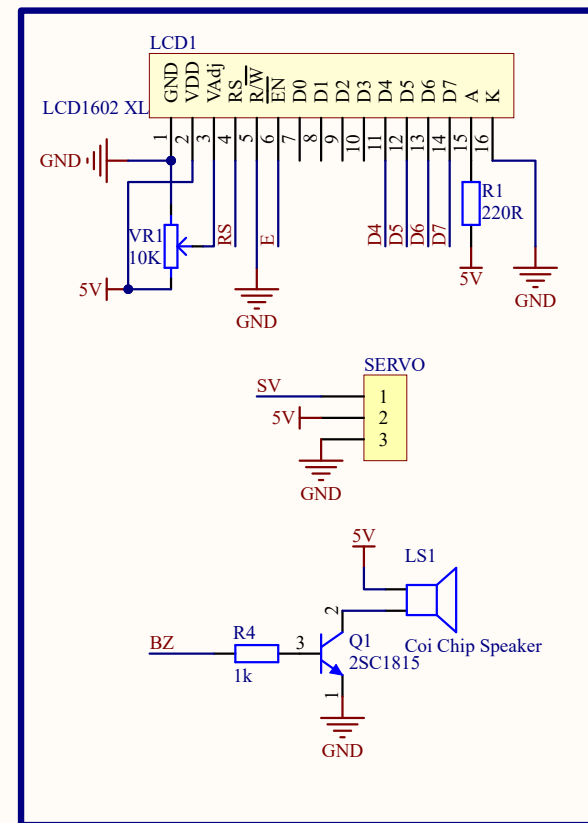 LCD1
GND VDD VAdj RS R/W EN D0 D1 D2 D3 D4 D5 D6 D7 A K
LCD1602 XL
1 2 3 4 5 6 7 8 9 10 11 12 13 14 15 16
GND
R1
220R
VR1
10K
RS E D4 D5 D6 D7
5V
5V
GND
GND
SERVO
SV 1
5V 2
3
GND
5V
LS1
2
BZ
R4
3
Q1
Coi Chip Speaker
1k
2SC1815
1
GND